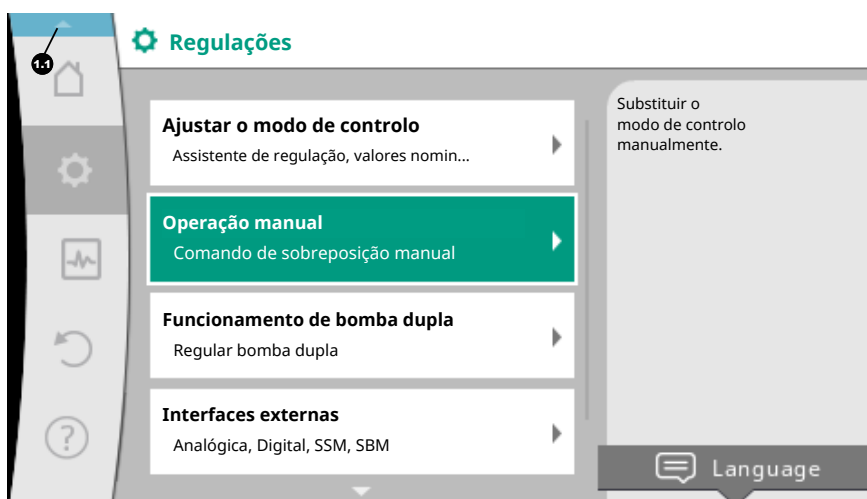 1.1
Regulações
Ajustar o modo de controlo
Assistente de regulação, valores nomin...
Operação manual
Comando de sobreposição manual
Funcionamento de bomba dupla
Regular bomba dupla
Interfaces externas
Analógica, Digital, SSM, SBM
Substituir o
modo de controlo
manualmente.
Language